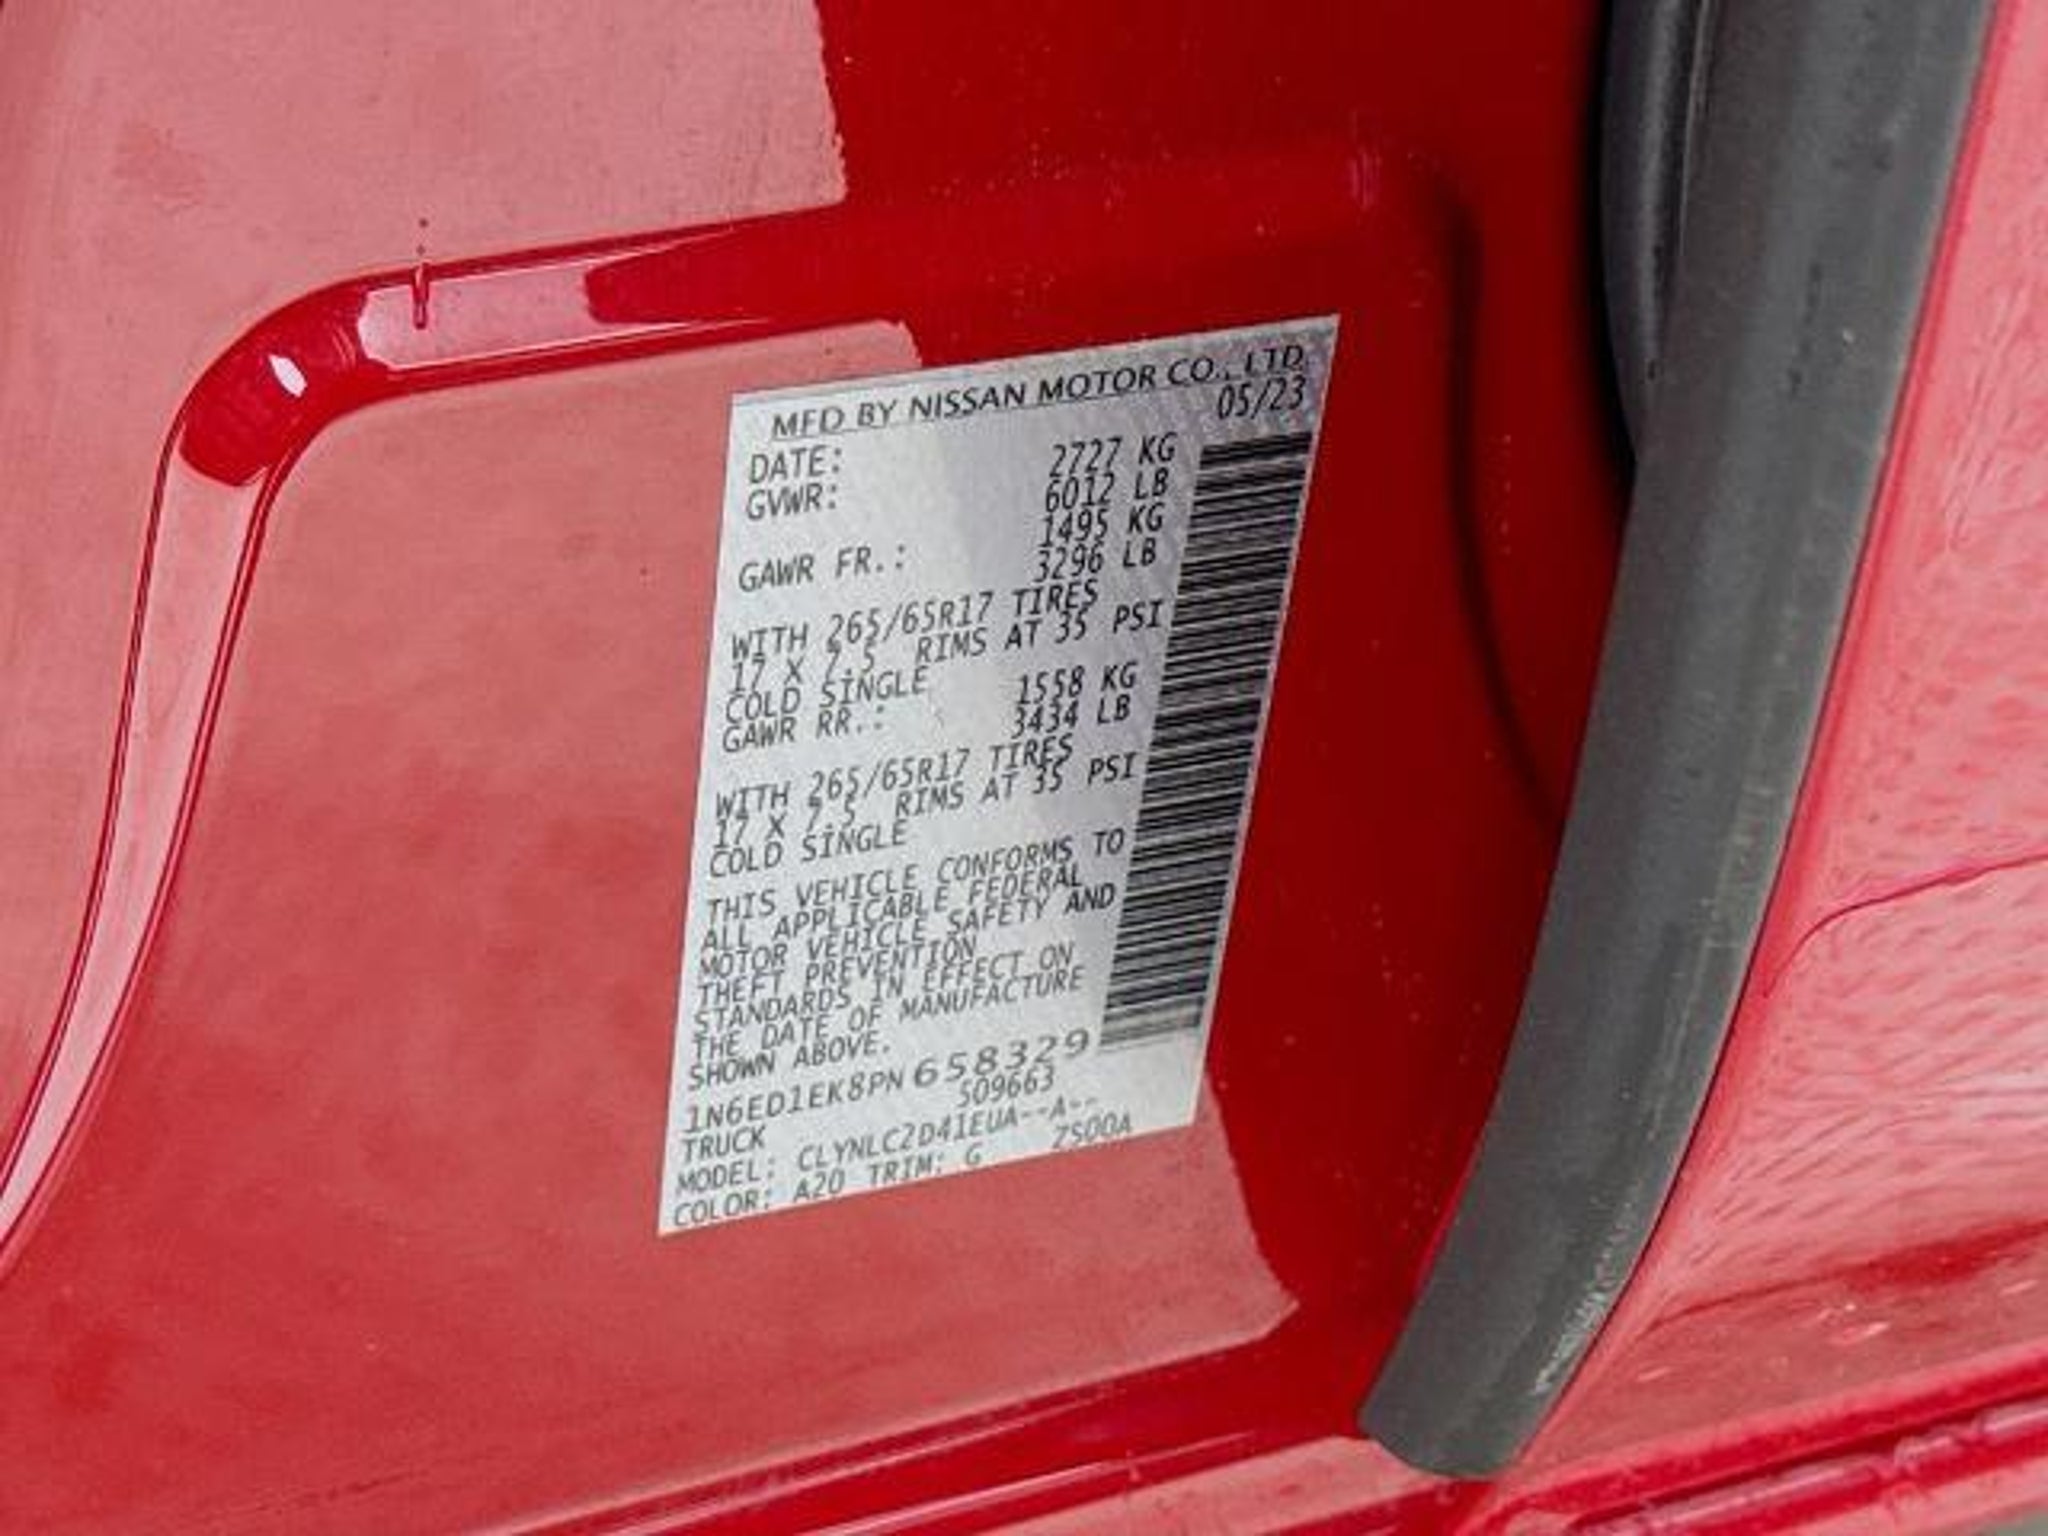 MFD BY NISSAN MOTOR CO., LTD.
DATE: 05/23
GVWR: 2727 KG
6012 LB
GAWR FR.: 1495 KG
3296 LB
WITH 265/65R17 TIRES
17 X 7.5 RIMS AT 35 PSI
COLD SINGLE
GAWR RR.: 1558 KG
3434 LB
WITH 265/65R17 TIRES
17 X 7.5 RIMS AT 35 PSI
COLD SINGLE
THIS VEHICLE CONFORMS TO
ALL APPLICABLE FEDERAL
MOTOR VEHICLE SAFETY AND
THEFT PREVENTION
STANDARDS IN EFFECT ON
THE DATE OF MANUFACTURE
SHOWN ABOVE.
1N6ED1EK8PN658329
TRUCK 509663
MODEL: CLYNLC2D41EUA--A--
COLOR: A20 TRIM: G ZS00A